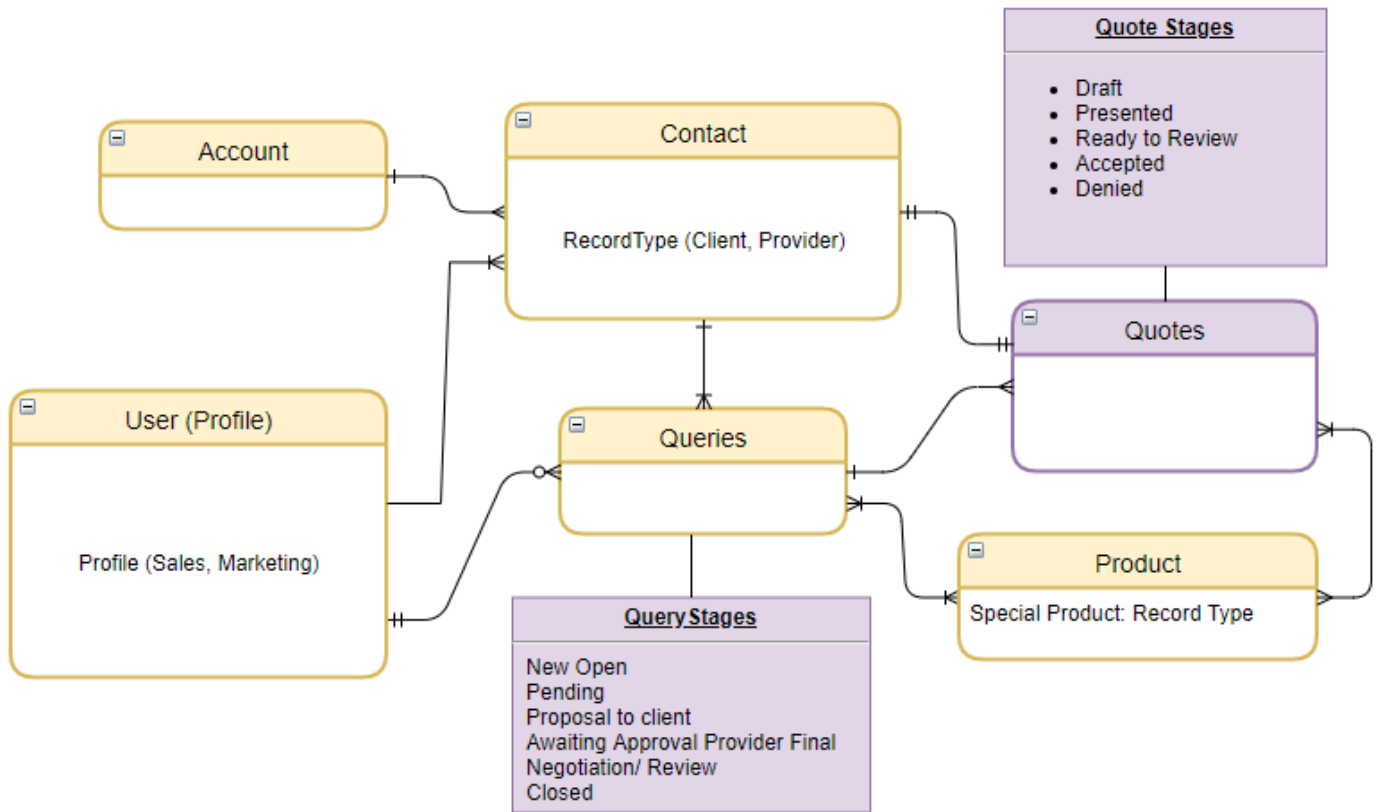 Quote Stages
Draft
Presented
Ready to Review
Accepted
Denied
Account
Contact
RecordType (Client, Provider)
Quotes
User (Profile)
Profile (Sales, Marketing)
Queries
Product
Special Product: Record Type
Query Stages
New Open
Pending
Proposal to client
Awaiting Approval Provider Final
Negotiation/ Review
Closed